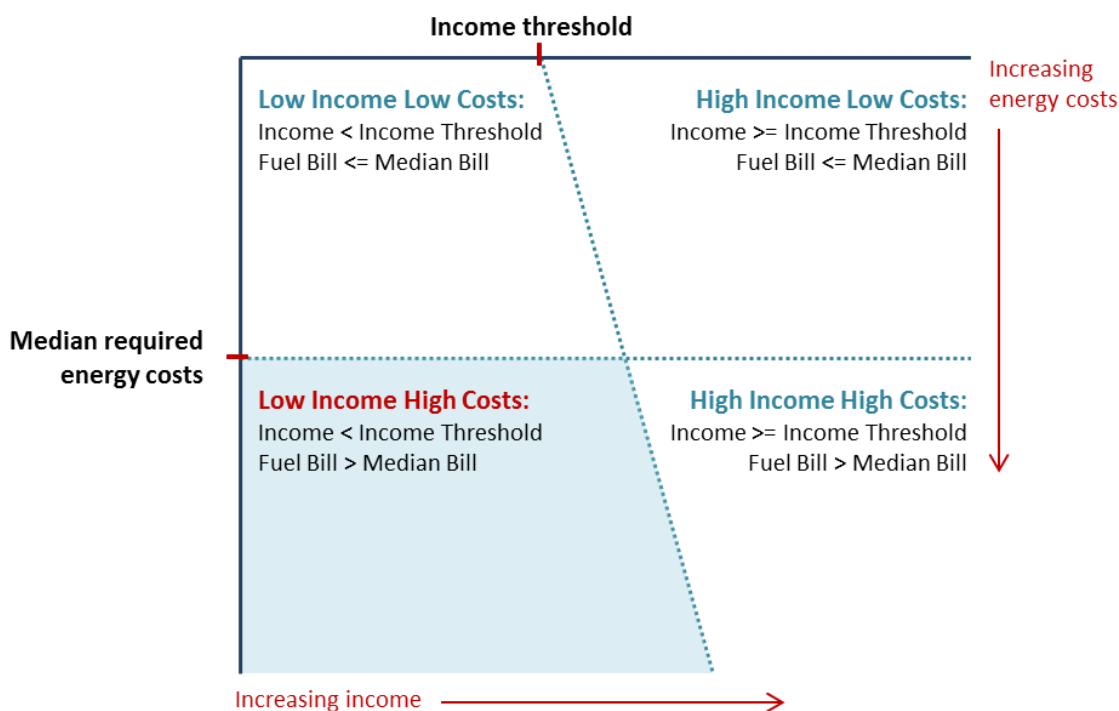 Income threshold
Increasing
energy costs
Low Income Low Costs:
Income < Income Threshold
Fuel Bill <= Median Bill
High Income Low Costs:
Income >= Income Threshold
Fuel Bill <= Median Bill
Median required
energy costs
Low Income High Costs:
Income < Income Threshold
Fuel Bill > Median Bill
High Income High Costs:
Income >= Income Threshold
Fuel Bill > Median Bill
Increasing income